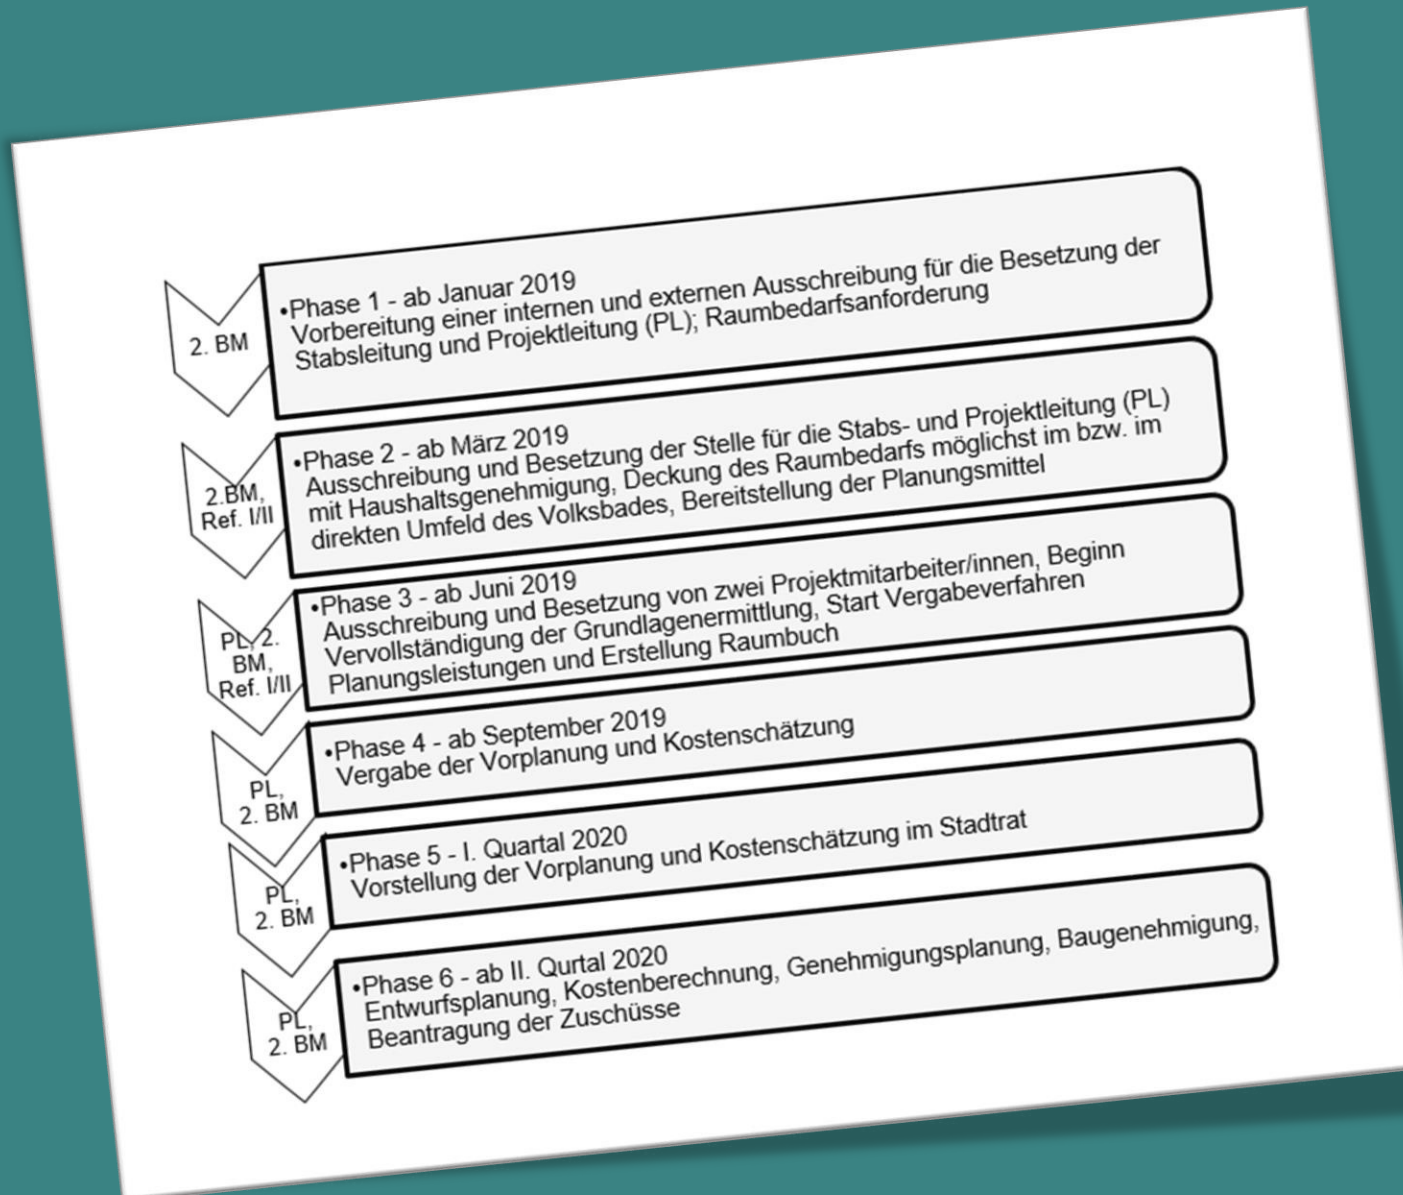 2. BM
•Phase 1 - ab Januar 2019
Vorbereitung einer internen und externen Ausschreibung für die Besetzung der
Stabsleitung und Projektleitung (PL); Raumbedarfsanforderung
2.BM,
Ref. I/II
•Phase 2 - ab März 2019
Ausschreibung und Besetzung der Stelle für die Stabs- und Projektleitung (PL)
mit Haushaltsgenehmigung, Deckung des Raumbedarfs möglichst im bzw. im
direkten Umfeld des Volksbades, Bereitstellung der Planungsmittel
PL, 2.
BM,
Ref. I/II
•Phase 3 - ab Juni 2019
Ausschreibung und Besetzung von zwei Projektmitarbeiter/innen, Beginn
Vervollständigung der Grundlagenermittlung, Start Vergabeverfahren
Planungsleistungen und Erstellung Raumbuch
PL,
2. BM
•Phase 4 - ab September 2019
Vergabe der Vorplanung und Kostenschätzung
PL,
2. BM
•Phase 5 - I. Quartal 2020
Vorstellung der Vorplanung und Kostenschätzung im Stadtrat
PL,
2. BM
•Phase 6 - ab II. Qurtal 2020
Entwurfsplanung, Kostenberechnung, Genehmigungsplanung, Baugenehmigung,
Beantragung der Zuschüsse